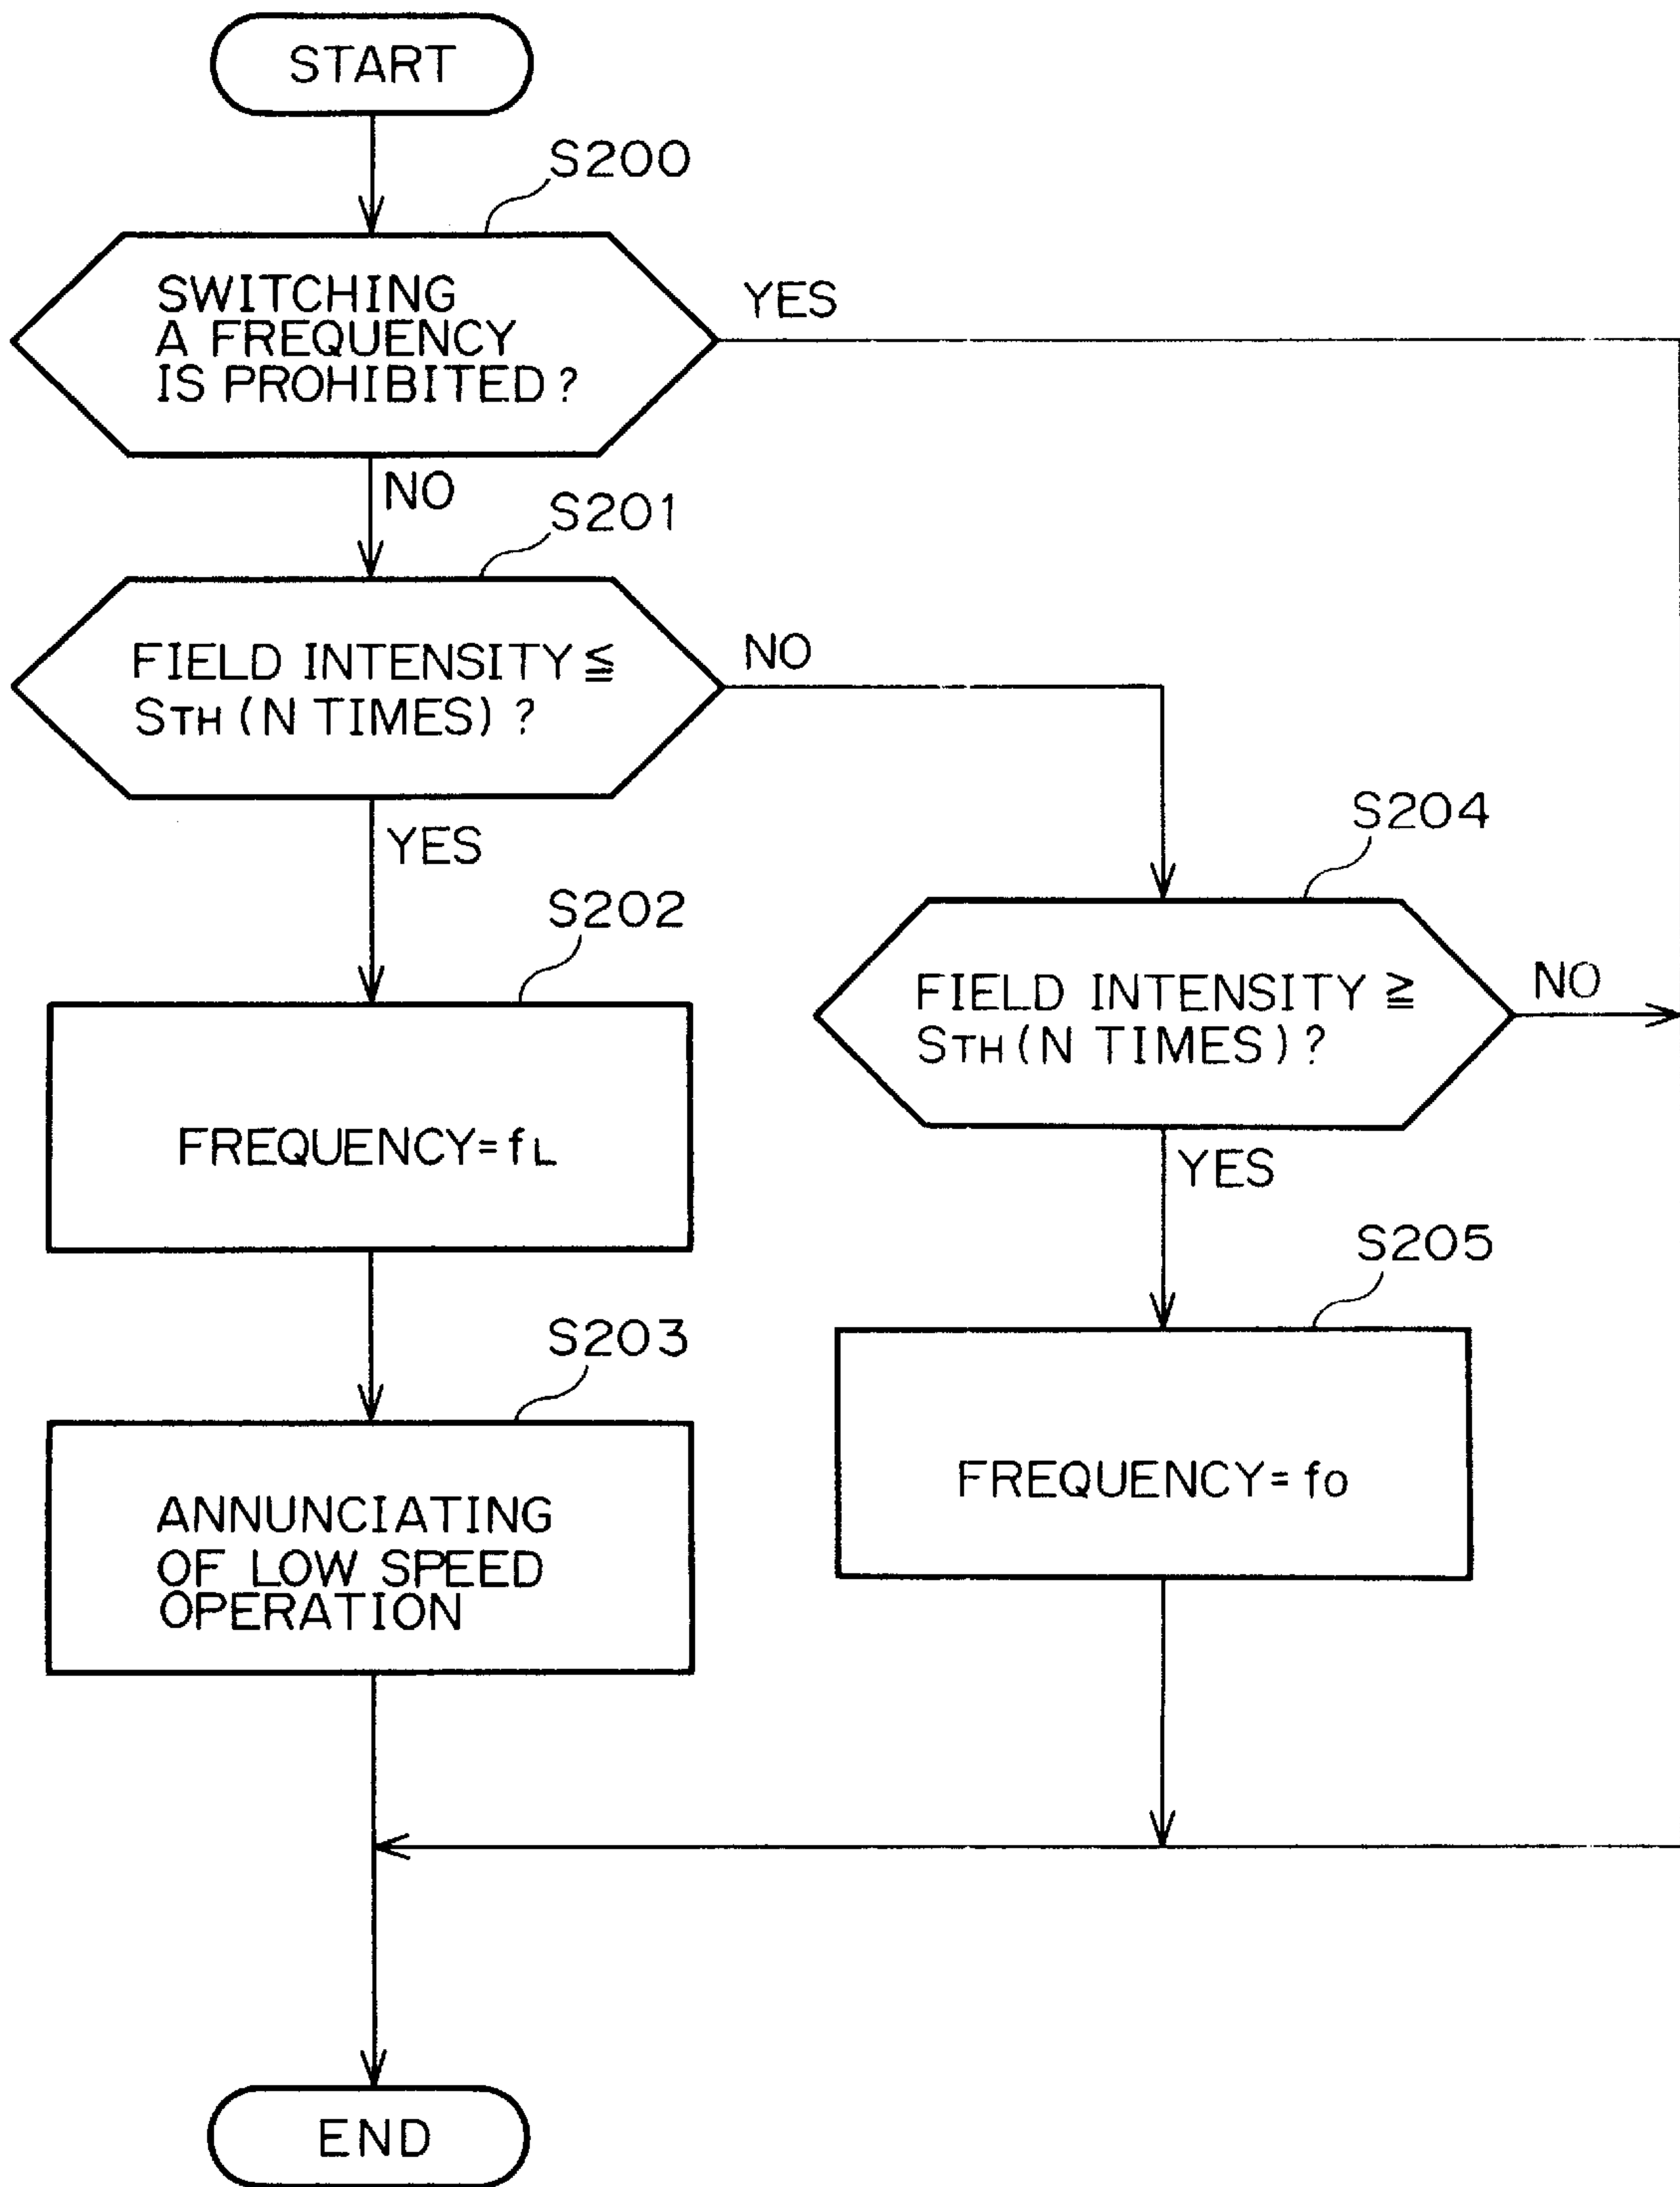 START
S200
SWITCHING
A FREQUENCY
IS PROHIBITED?
YES
NO
S201
FIELD INTENSITY ≦
STH (N TIMES)?
NO
YES
S204
FIELD INTENSITY ≧
STH (N TIMES)?
NO
YES
S202
FREQUENCY=fL
S205
FREQUENCY=fo
S203
ANNUNCIATING
OF LOW SPEED
OPERATION
END